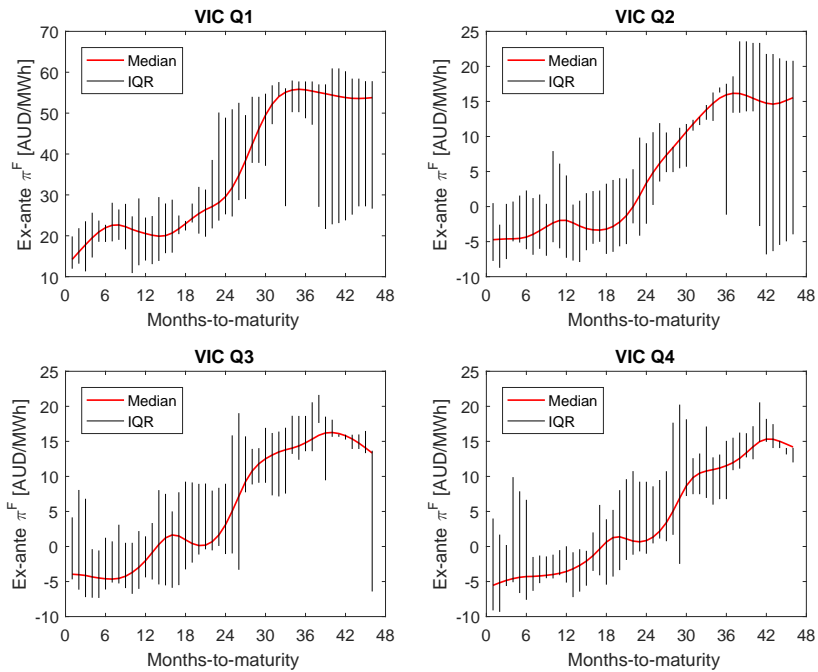 VIC Q1
Ex-ante π^F [AUD/MWh]
70
60
50
40
30
20
10
Median
IQR
0 6 12 18 24 30 36 42 48
Months-to-maturity
VIC Q2
Ex-ante π^F [AUD/MWh]
25
20
15
10
5
0
-5
-10
Median
IQR
0 6 12 18 24 30 36 42 48
Months-to-maturity
VIC Q3
Ex-ante π^F [AUD/MWh]
25
20
15
10
5
0
-5
-10
Median
IQR
0 6 12 18 24 30 36 42 48
Months-to-maturity
VIC Q4
Ex-ante π^F [AUD/MWh]
25
20
15
10
5
0
-5
-10
Median
IQR
0 6 12 18 24 30 36 42 48
Months-to-maturity